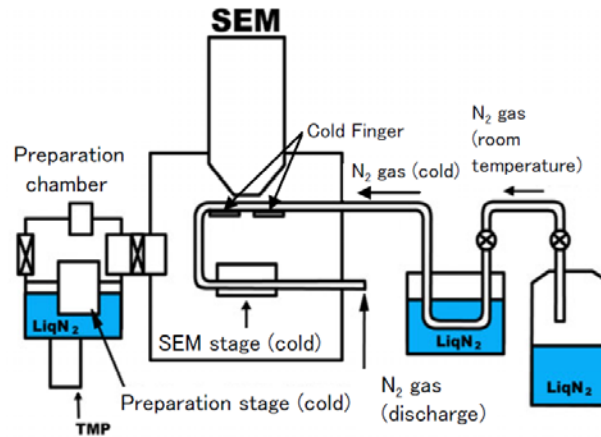 SEM
Cold Finger
N₂ gas
(room
temperature)
N₂ gas (cold)
Preparation
chamber
LiqN₂
LiqN₂
LiqN₂
SEM stage (cold)
N₂ gas
(discharge)
Preparation stage (cold)
TMP